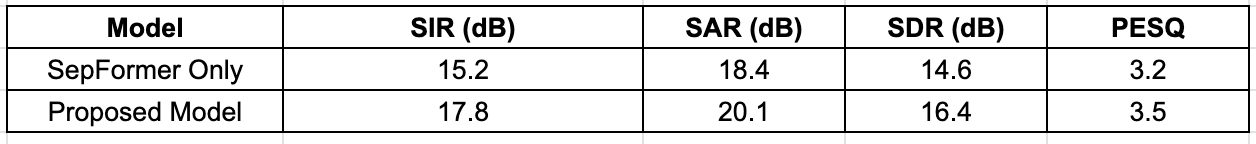 Model SIR (dB) SAR (dB) SDR (dB) PESQ
SepFormer Only 15.2 18.4 14.6 3.2
Proposed Model 17.8 20.1 16.4 3.5